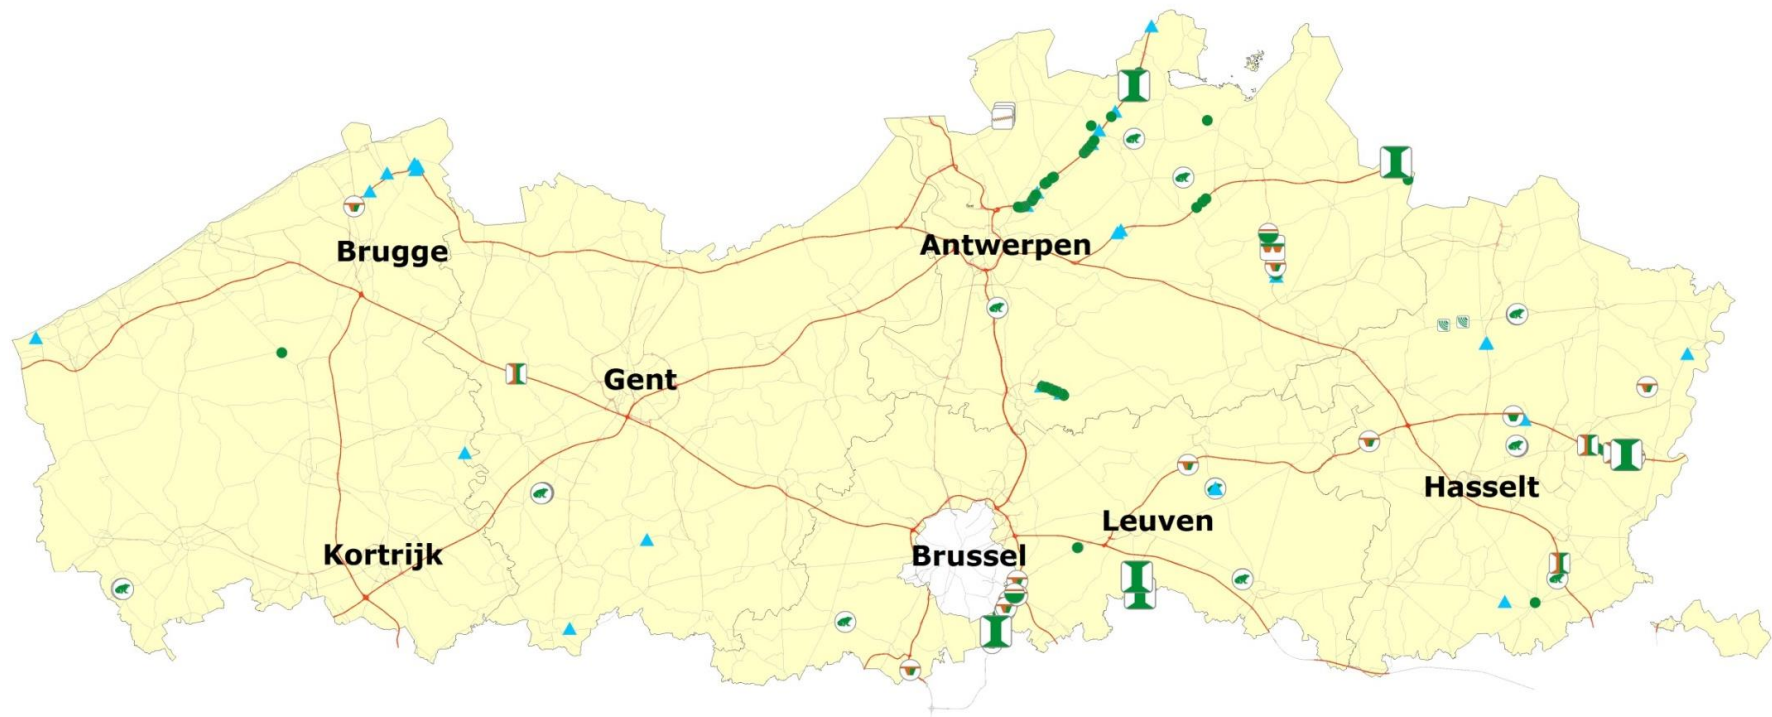 Antwerpen
Brugge
Gent
Hasselt
Leuven
Kortrijk
Brussel